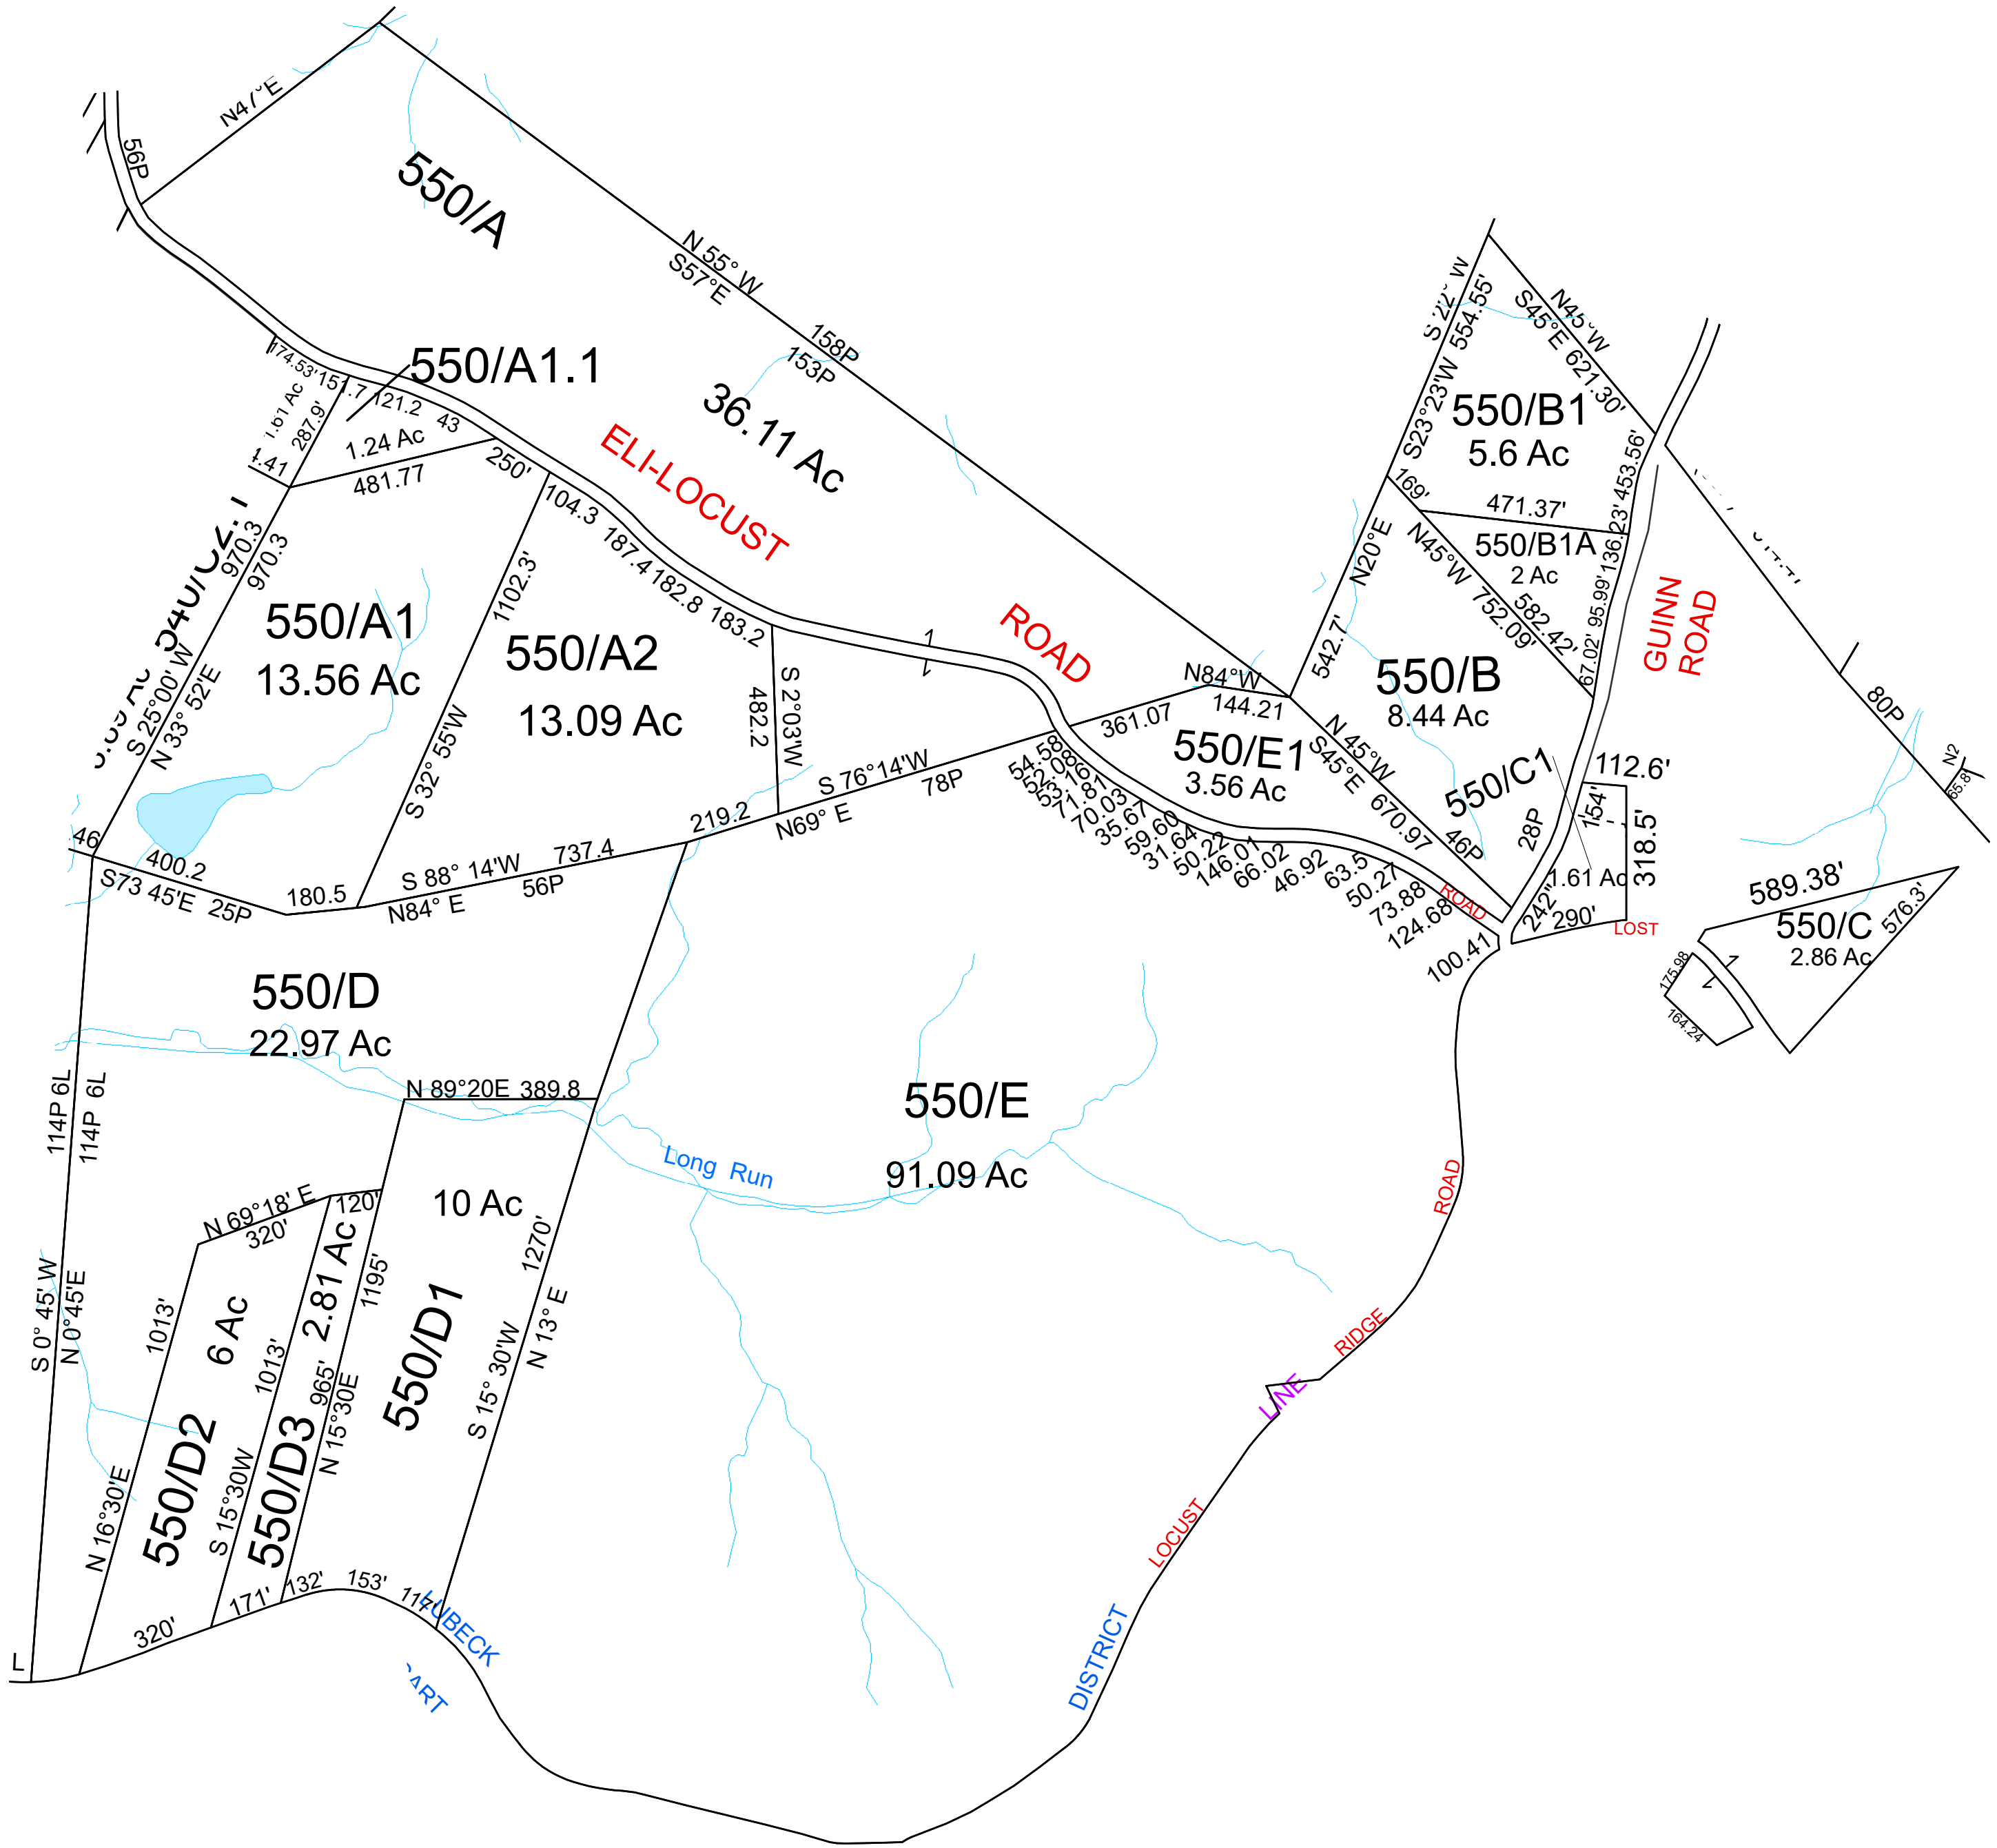 N47°E
56P
550/A
N 55° W
S57°E
158P
153P
36.11 Ac
550/A1.1
174.53'
151.7
121.2
43
1.24 Ac
287.9'
481.77
250'
ELI-LOCUST
ROAD
104.3
187.4
182.8
183.2
970.3
970.3
S 25°00' W
N 33° 52'E
550/A1
13.56 Ac
1102.3'
S 32° 55'W
550/A2
13.09 Ac
S 2°03'W
482.2
S 76°14'W
78P
N69° E
219.2
737.4
S 88° 14'W
56P
N84° E
180.5
400.2
S73 45'E 25P
46
1
1
N84°W
144.21
361.07
550/E1
3.56 Ac
N 45°W
S45°E 670.97
46P
54.58
52.08
53.18
71.81
70.03
35.67
59.60
31.64
50.22
146.01
66.02
46.92
63.5
50.27
73.88
124.68
100.41
ROAD
S 22° W
S23°23'W 554.55'
N45°W
S45°E 621.30'
550/B1
5.6 Ac
453.56'
169'
471.37'
136.23'
550/B1A
2 Ac
N20°E
542.7'
N45°W 752.09'
582.42'
95.99'
67.02'
GUINN
ROAD
550/B
8.44 Ac
550/C1
28P
112.6'
154'
318.5'
1.61 Ac
242"
290'
LOST
80P
N2
65.8
589.38'
576.3'
550/C
2.86 Ac
175.98
164.24
1
2
550/D
22.97 Ac
114P 6L
114P 6L
S 0° 45' W
N 0°45'E
N 89°20E 389.8
Long Run
550/E
91.09 Ac
10 Ac
550/D1
1270'
S 15° 30'W
N 13° E
N 69°18' E
320'
120'
1013'
6 Ac
550/D2
N 16°30'E
1013'
S 15°30W
2.81 Ac
550/D3
1195'
965'
N 15°30E
320'
171'
132'
153'
117'
L
LUBECK
DISTRICT
LOCUST
LINE
RIDGE
ROAD